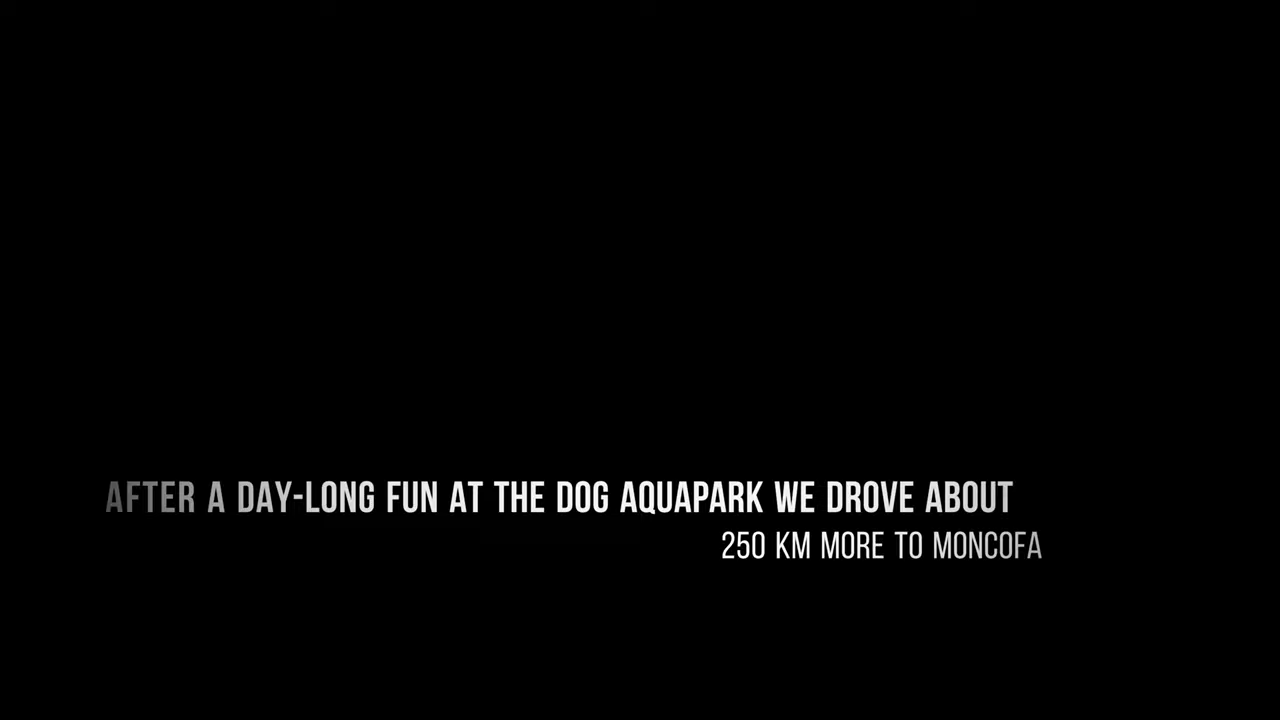 AFTER A DAY-LONG FUN AT THE DOG AQUAPARK WE DROVE ABOUT
250 KM MORE TO MONCOFA